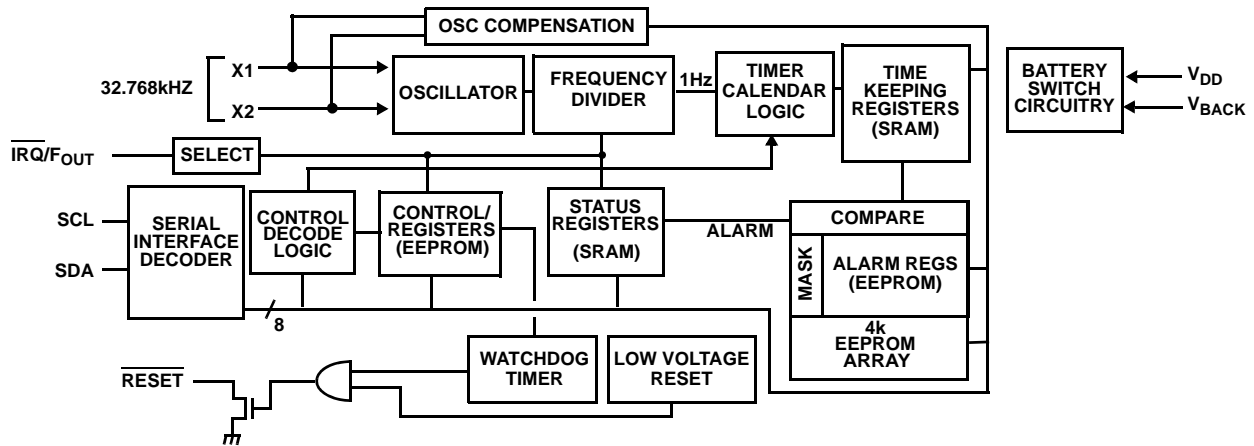 OSC COMPENSATION
32.768kHZ
X1
X2
OSCILLATOR
FREQUENCY
DIVIDER
1Hz
TIMER
CALENDAR
LOGIC
TIME
KEEPING
REGISTERS
(SRAM)
BATTERY
SWITCH
CIRCUITRY
VDD
VBACK
IRQ/FOUT
SELECT
SCL
SDA
SERIAL
INTERFACE
DECODER
CONTROL
DECODE
LOGIC
CONTROL/
REGISTERS
(EEPROM)
STATUS
REGISTERS
(SRAM)
ALARM
COMPARE
MASK
ALARM REGS
(EEPROM)
4k
EEPROM
ARRAY
8
WATCHDOG
TIMER
LOW VOLTAGE
RESET
RESET